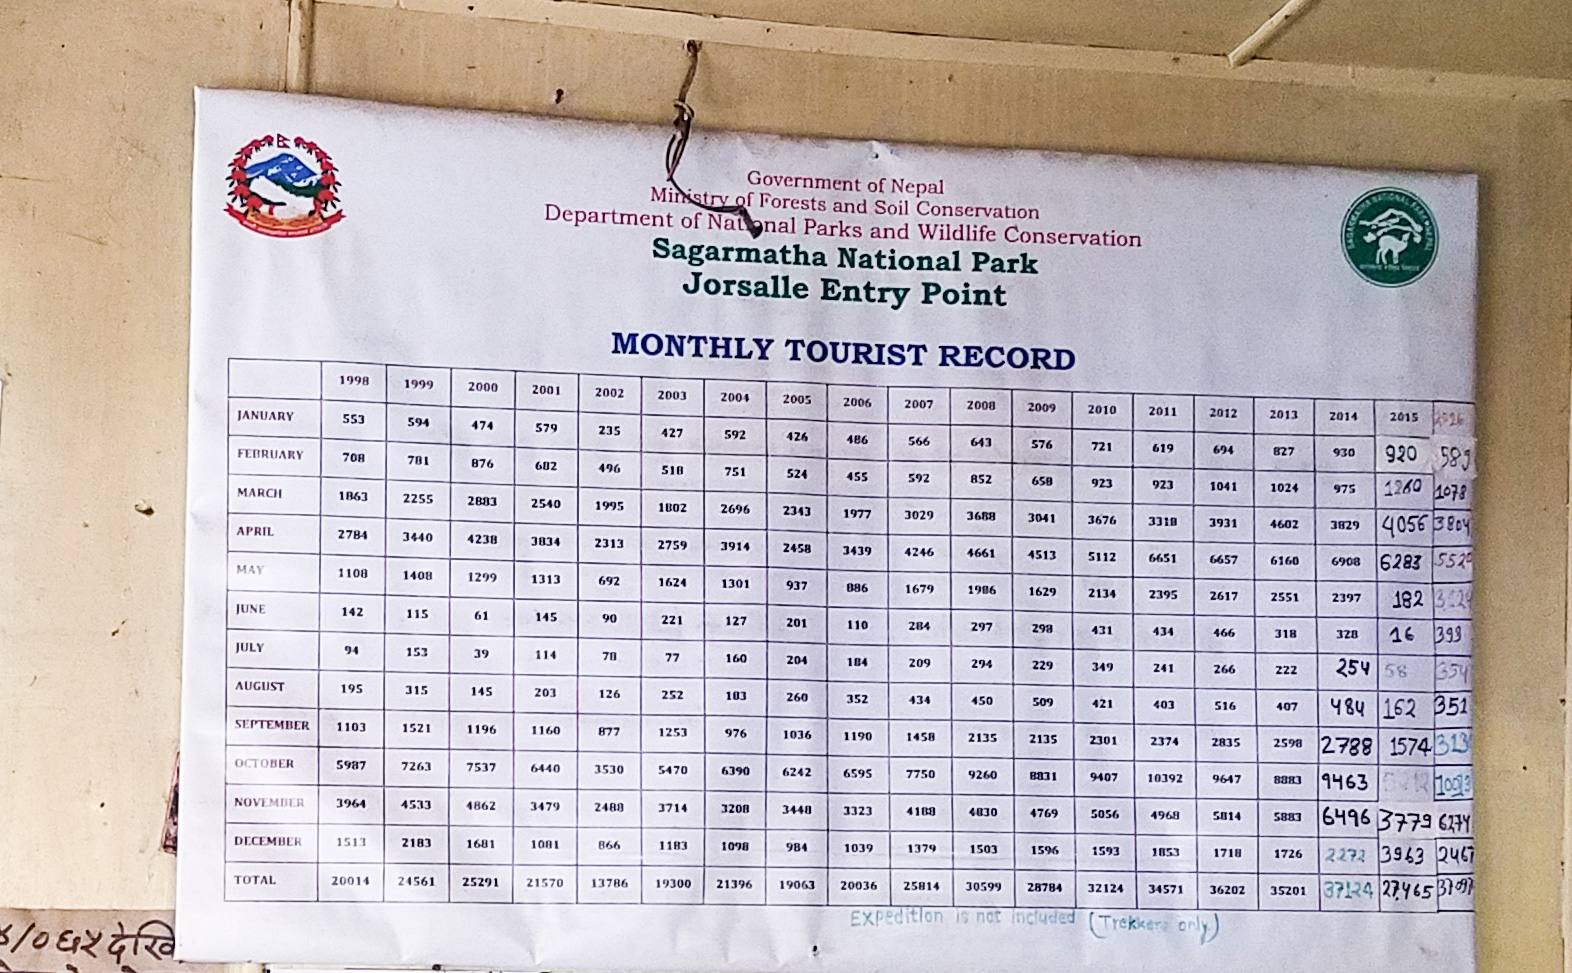 Government of Nepal
Ministry of Forests and Soil Conservation
Department of National Parks and Wildlife Conservation
Sagarmatha National Park
Jorsalle Entry Point
MONTHLY TOURIST RECORD
1998 1999 2000 2001 2002 2003 2004 2005 2006 2007 2008 2009 2010 2011 2012 2013 2014 2015
JANUARY 553 594 474 579 235 427 592 426 486 566 643 576 721 619 694 827 930 920 589
FEBRUARY 708 781 876 682 496 518 751 524 455 592 852 658 923 923 1041 1024 975 1260 1078
MARCH 1863 2255 2883 2540 1995 1802 2696 2343 1977 3029 3688 3041 3676 3318 3931 4602 3829 4056 3804
APRIL 2784 3440 4238 3834 2313 2759 3914 2458 3439 4246 4661 4513 5112 6651 6657 6160 6908 6283
MAY 1108 1408 1299 1313 692 1624 1301 937 886 1679 1986 1629 2134 2395 2617 2551 2397 182
JUNE 142 115 61 145 90 221 127 201 110 284 297 298 431 434 466 318 328 16 399
JULY 94 153 39 114 78 77 160 204 184 209 294 229 349 241 266 222 254 58 354
AUGUST 195 315 145 203 126 252 183 260 352 434 450 509 421 403 516 407 484 162 351
SEPTEMBER 1103 1521 1196 1160 877 1253 976 1036 1190 1458 2135 2135 2301 2374 2835 2598 2788 1574
OCTOBER 5987 7263 7537 6440 3530 5470 6390 6242 6595 7750 9260 8831 9407 10392 9647 8883 9463
NOVEMBER 3964 4533 4862 3479 2488 3714 3208 3448 3323 4188 4830 4769 5056 4968 5814 5883 6496 3779 6274
DECEMBER 1513 2183 1681 1081 866 1183 1098 984 1039 1379 1503 1596 1593 1853 1718 1726 2272 3963 2467
TOTAL 20014 24561 25291 21570 13786 19300 21396 19063 20036 25814 30599 28784 32124 34571 36202 35201 37124 27465
Expedition is not included (Trekkers only)
देखि